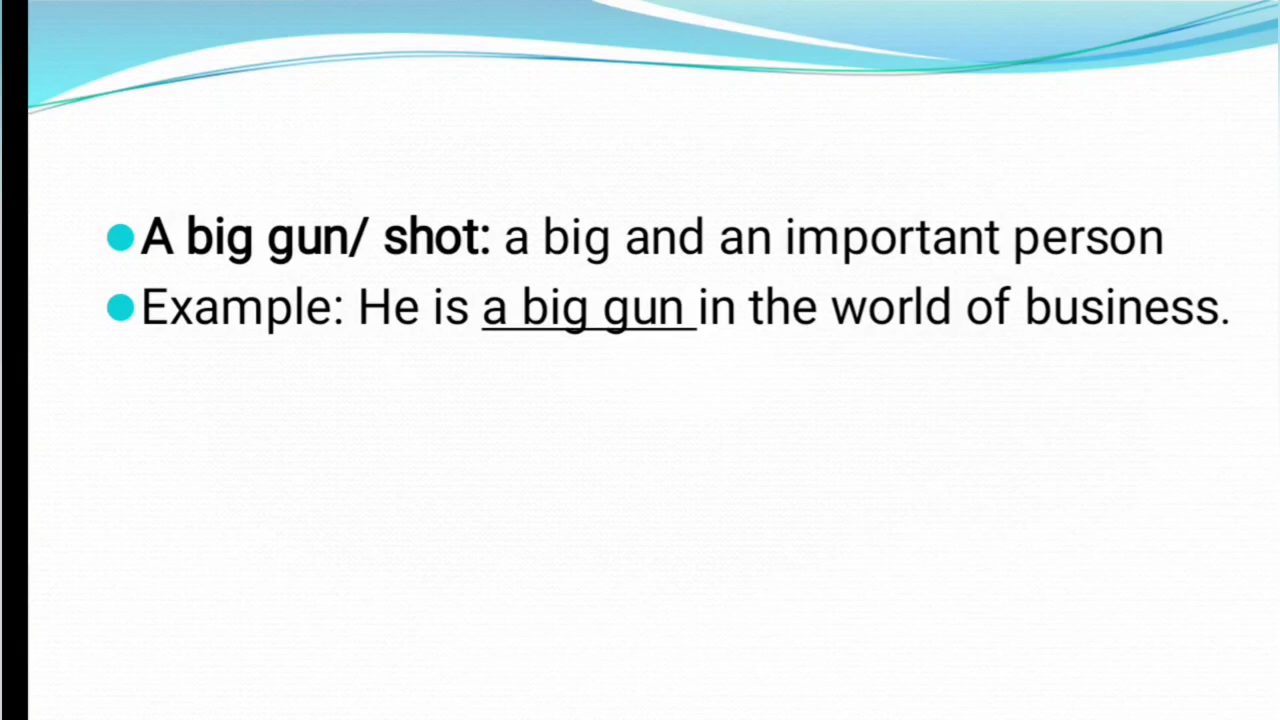 A big gun/ shot: a big and an important person
Example: He is a big gun in the world of business.